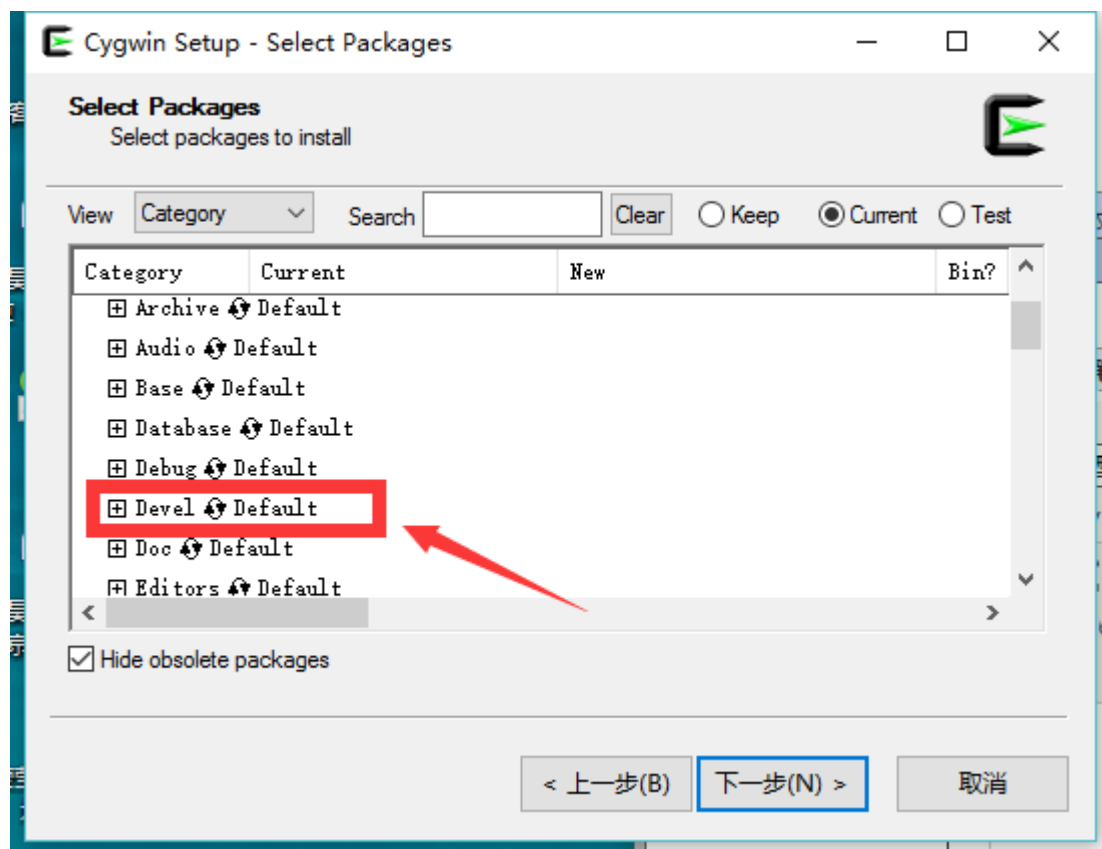 Cygwin Setup - Select Packages
Select Packages
Select packages to install
View Category Search Clear Keep Current Test
Category Current New Bin?
Archive Default
Audio Default
Base Default
Database Default
Debug Default
Devel Default
Doc Default
Editors Default
Hide obsolete packages
< 上一步(B) 下一步(N) > 取消